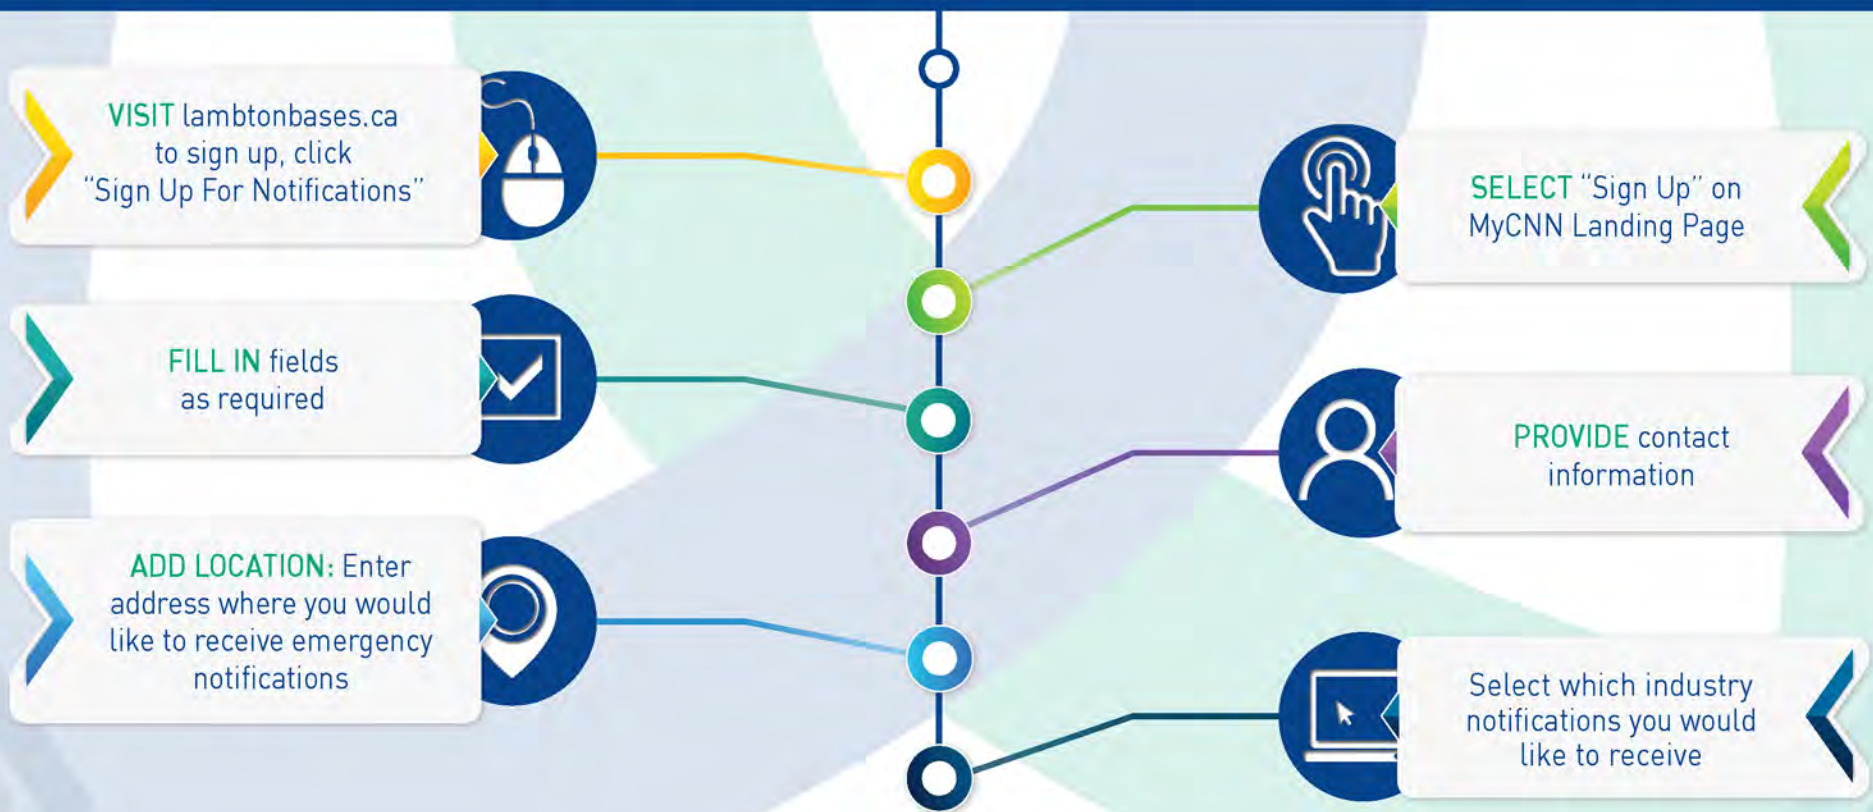 VISIT lambtonbases.ca
to sign up, click
“Sign Up For Notifications”
SELECT “Sign Up” on
MyCNN Landing Page
FILL IN fields
as required
PROVIDE contact
information
ADD LOCATION: Enter
address where you would
like to receive emergency
notifications
Select which industry
notifications you would
like to receive